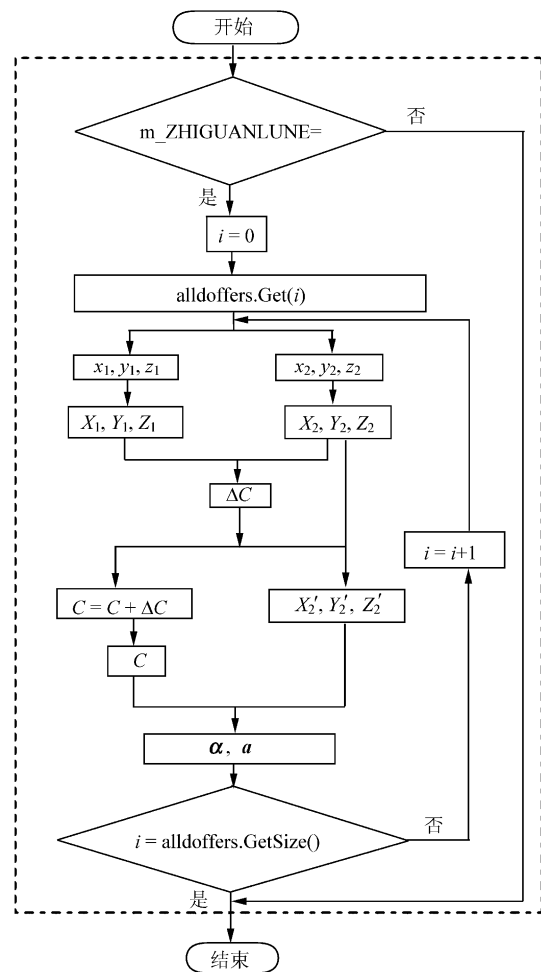 开始
m_ZHIGUANLUNE=
否
是
i = 0
alldoffers.Get(i)
x₁, y₁, z₁
x₂, y₂, z₂
X₁, Y₁, Z₁
X₂, Y₂, Z₂
ΔC
i = i+1
C = C + ΔC
X₂′, Y₂′, Z₂′
C
α, a
i = alldoffers.GetSize()
否
是
结束